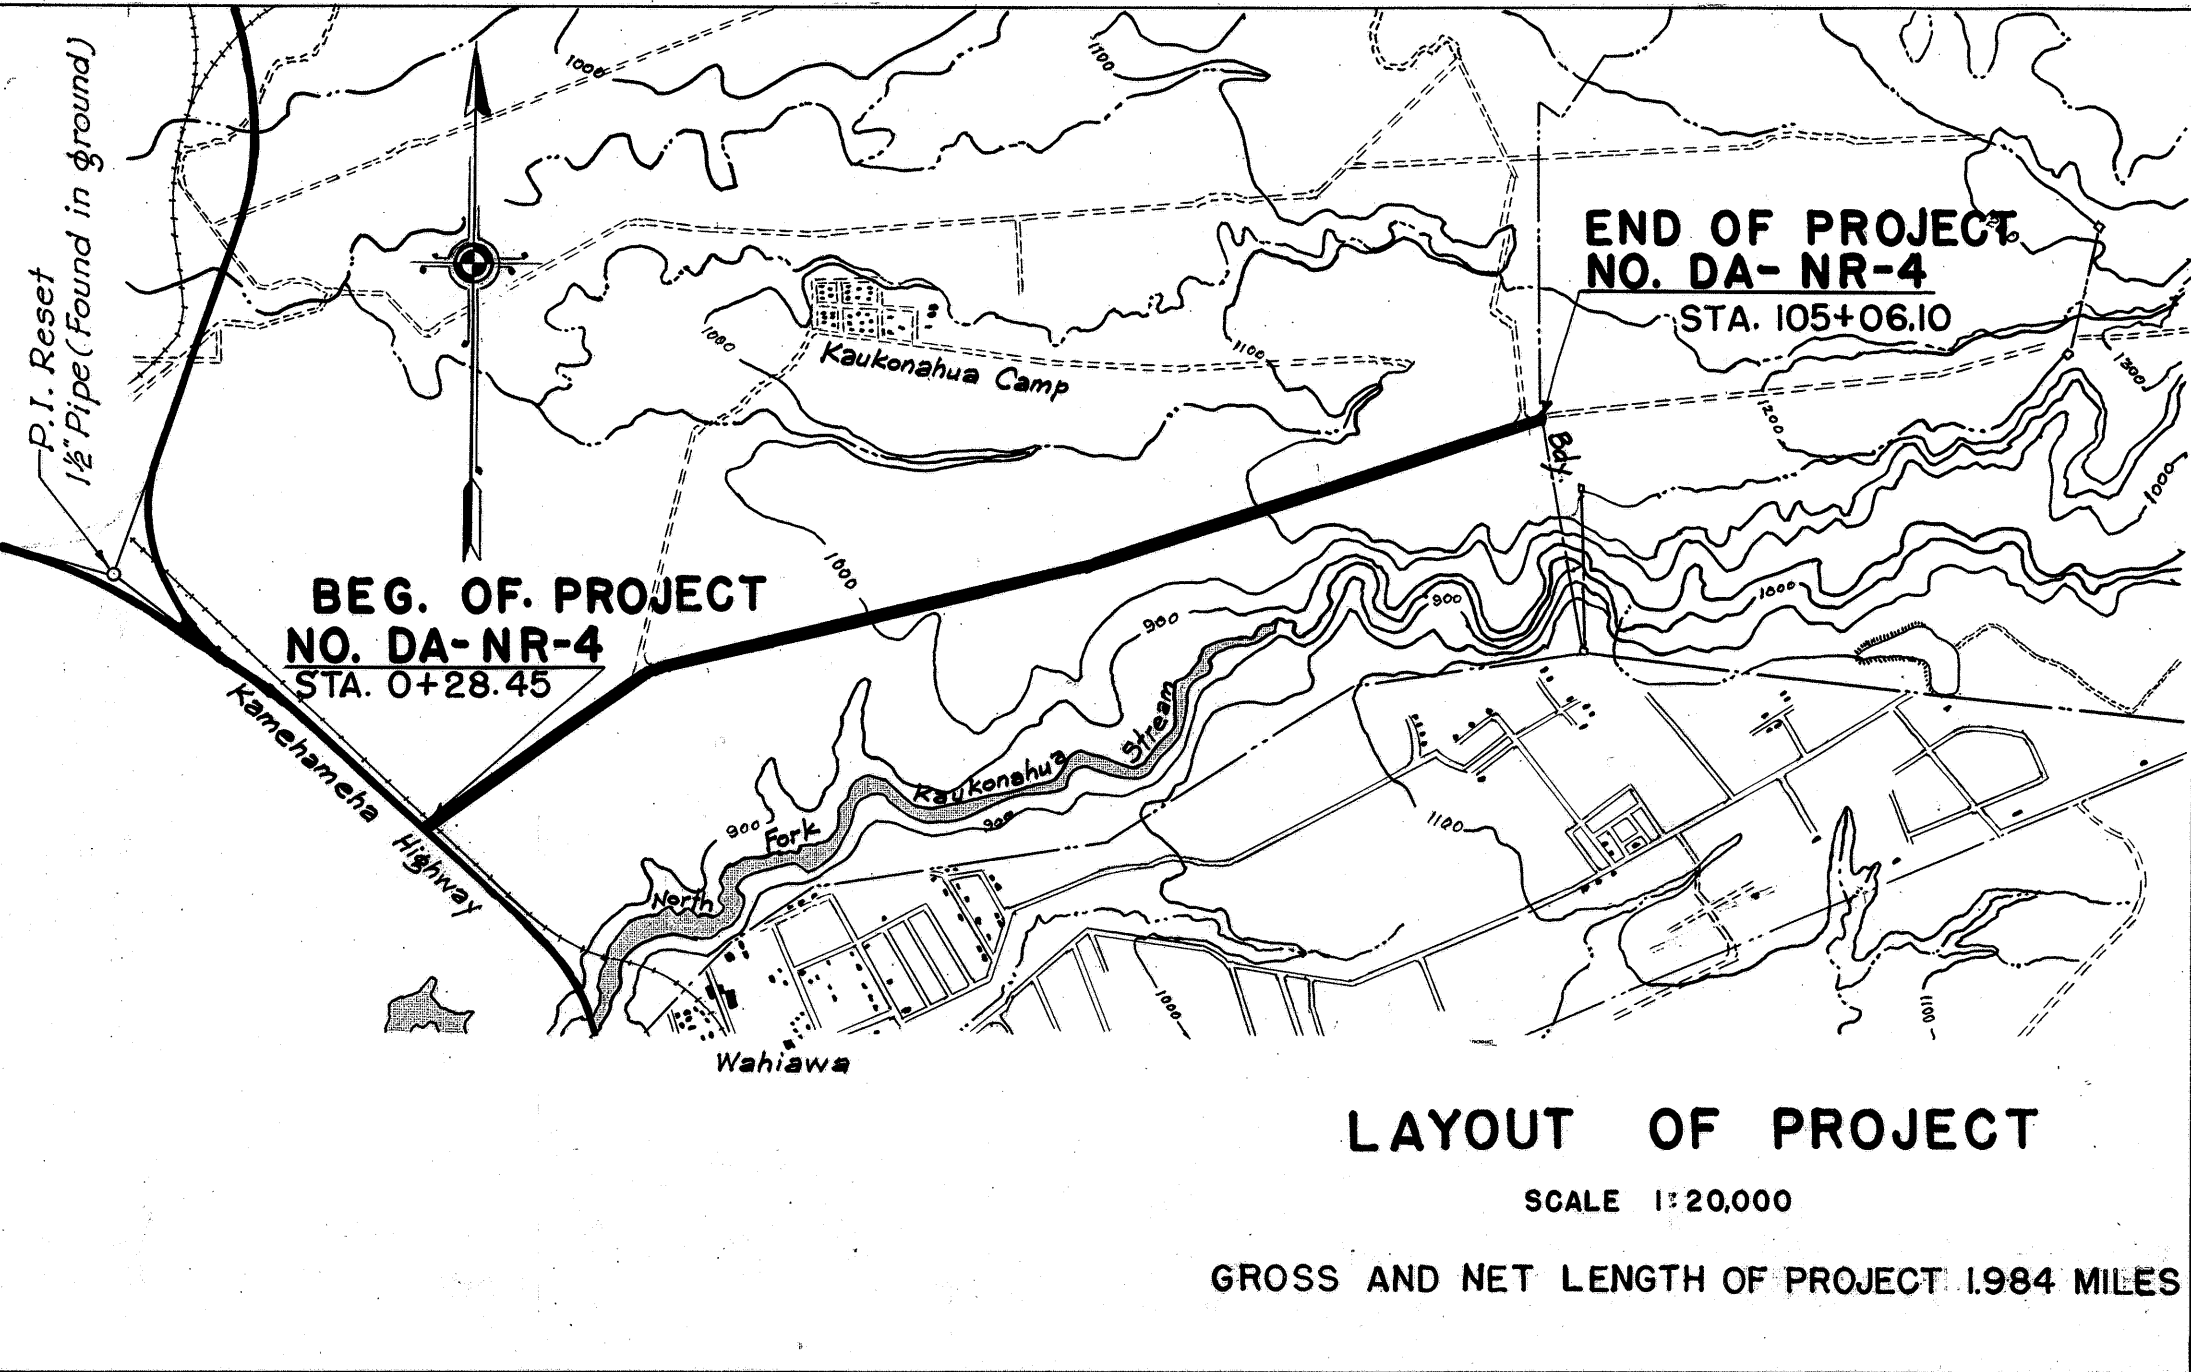 P.I. Reset
1½" Pipe (Found in ground)
1000
1100
END OF PROJECT
NO. DA-NR-4
STA. 105+06.10
1000
Kaukonahua Camp
1100
1200
1300
Bdy.
1000
1000
BEG. OF. PROJECT
NO. DA-NR-4
STA. 0+28.45
900
900
1000
Kamehameha Highway
North Fork Kaukonahua Stream
900
900
1100
1000
1100
Wahiawa
LAYOUT OF PROJECT
SCALE 1:20,000
GROSS AND NET LENGTH OF PROJECT 1.984 MILES